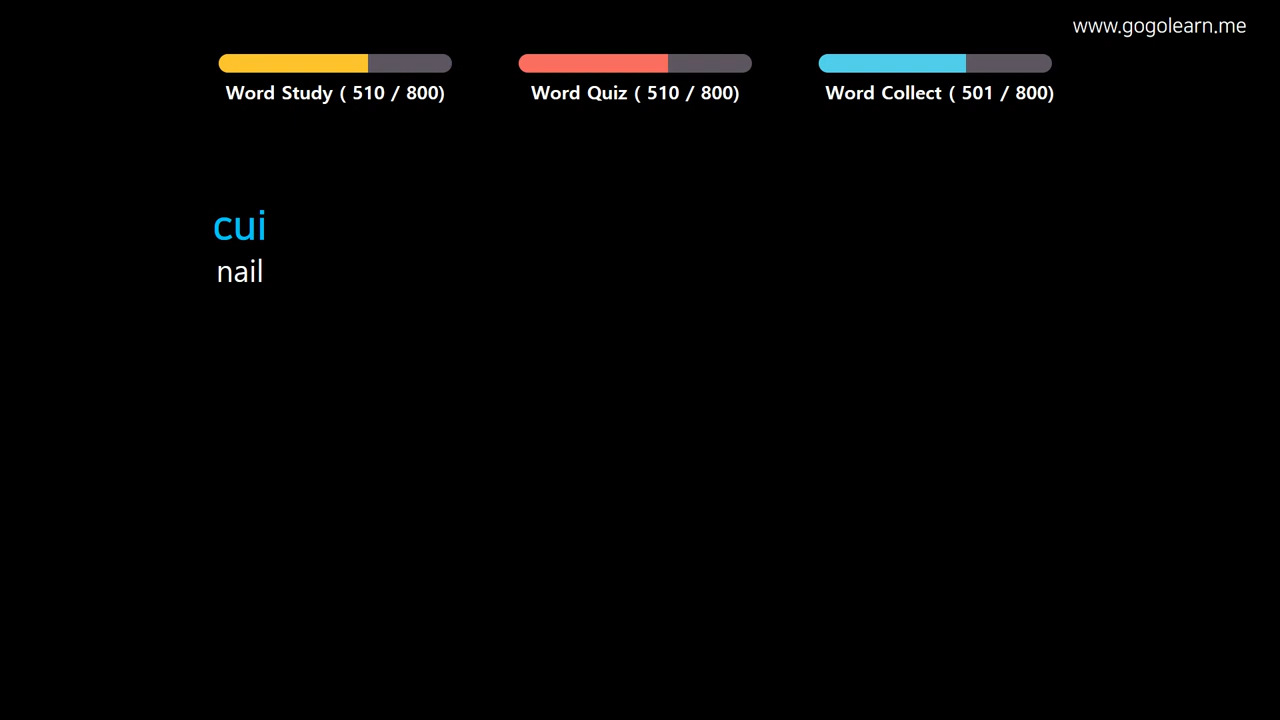 www.gogolearn.me
Word Study ( 510 / 800)
Word Quiz ( 510 / 800)
Word Collect ( 501 / 800)
cui
nail